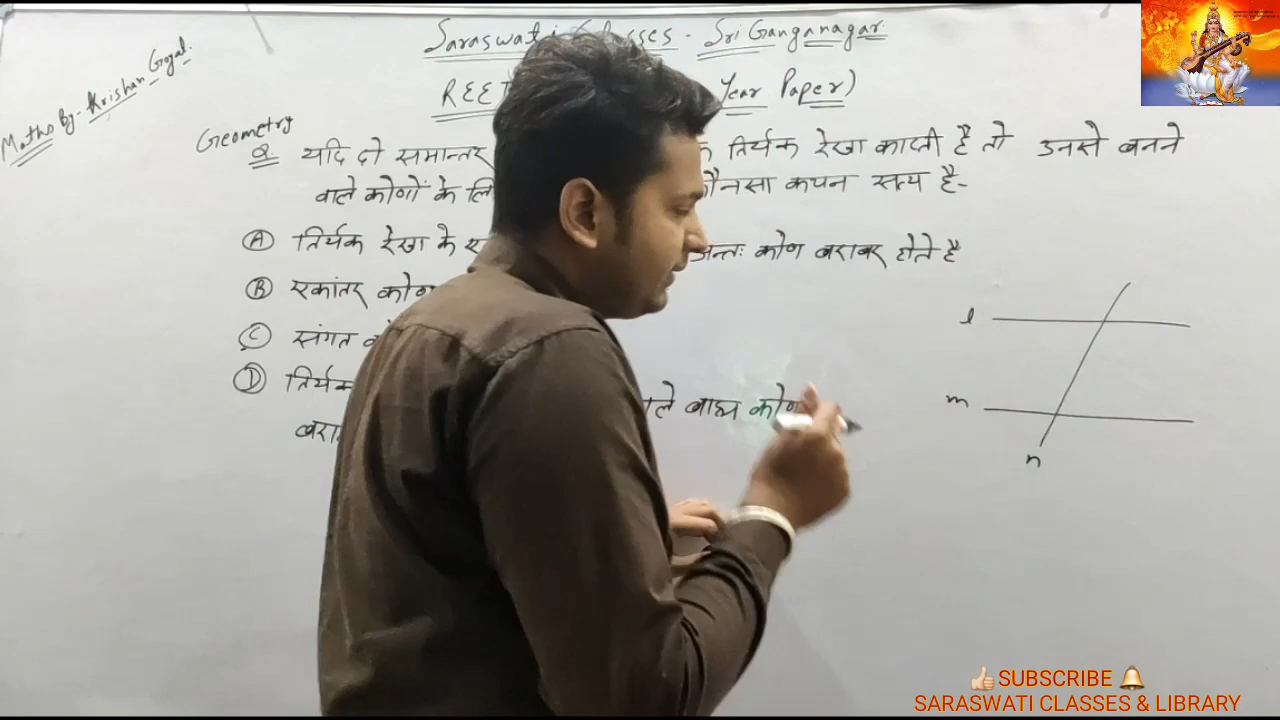 Saraswati Classes - Sri Ganganagar.
REET Year Paper)
Maths By - Krishan Goyal.
Geometry
Q. यदि दो समान्तर तिर्यक रेखा काटती है तो उनसे बनने
वाले कोणों के कौनसा कथन सत्य है-
(A) तिर्यक रेखा के अन्तः कोण बराबर होते है
(B) एकांतर कोण
(C) संगत
(D) तिर्यक वाले बाह्य कोण
l
m
n
👍🏻 SUBSCRIBE 🔔
SARASWATI CLASSES & LIBRARY